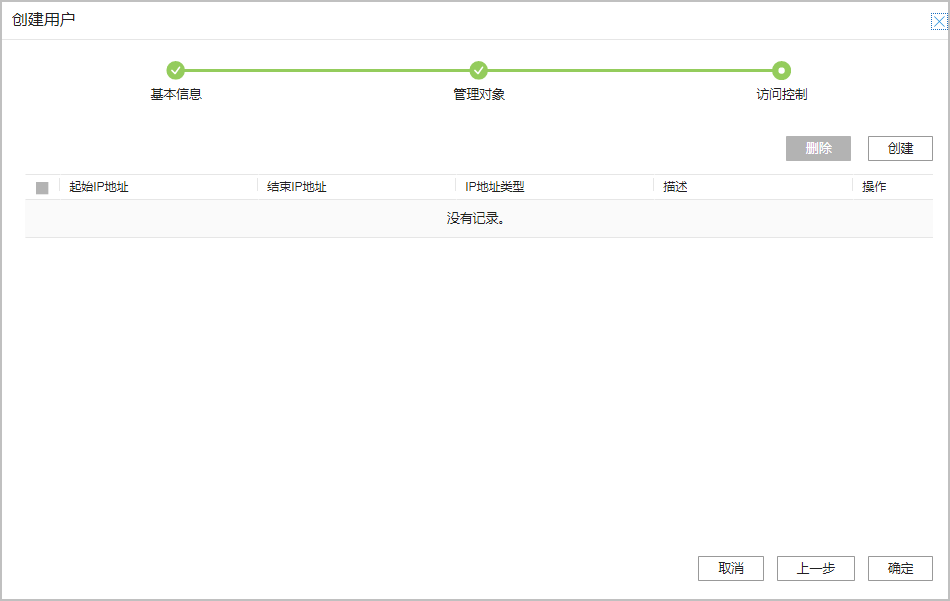 创建用户
基本信息 管理对象 访问控制
删除 创建
起始IP地址 结束IP地址 IP地址类型 描述 操作
没有记录。
取消 上一步 确定